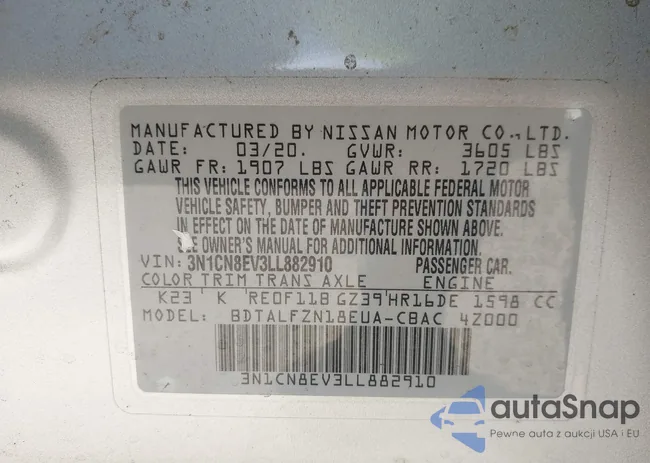 MANUFACTURED BY NISSAN MOTOR CO.,LTD.
DATE: 03/20. GVWR: 3605 LBS
GAWR FR: 1907 LBS GAWR RR: 1720 LBS
THIS VEHICLE CONFORMS TO ALL APPLICABLE FEDERAL MOTOR
VEHICLE SAFETY, BUMPER AND THEFT PREVENTION STANDARDS
IN EFFECT ON THE DATE OF MANUFACTURE SHOWN ABOVE.
SEE OWNER'S MANUAL FOR ADDITIONAL INFORMATION.
VIN: 3N1CN8EV3LL882910 PASSENGER CAR.
COLOR TRIM TRANS AXLE ENGINE
K23 K RE0F11B GZ39 HR16DE 1598 CC
MODEL: BDTALFZN18EUA-CBAC 4Z000
3N1CN8EV3LL882910
autoSnap
Pewne auta z aukcji USA i EU